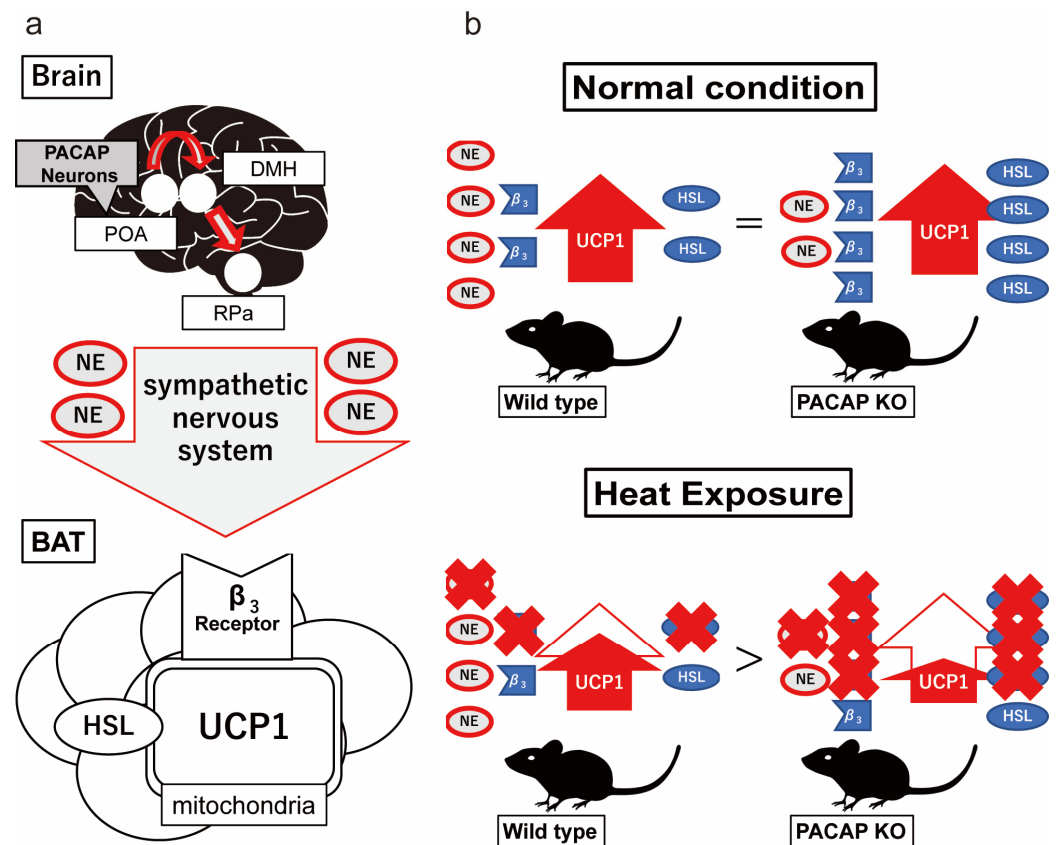 a
Brain
PACAP
Neurons
DMH
POA
RPa
NE
NE
NE
NE
sympathetic
nervous
system
BAT
β3
Receptor
HSL
UCP1
mitochondria
b
Normal condition
NE
NE
NE
NE
β3
β3
UCP1
HSL
HSL
=
NE
NE
β3
β3
β3
β3
UCP1
HSL
HSL
HSL
HSL
Wild type
PACAP KO
Heat Exposure
NE
NE
NE
β3
UCP1
HSL
>
NE
β3
UCP1
HSL
Wild type
PACAP KO